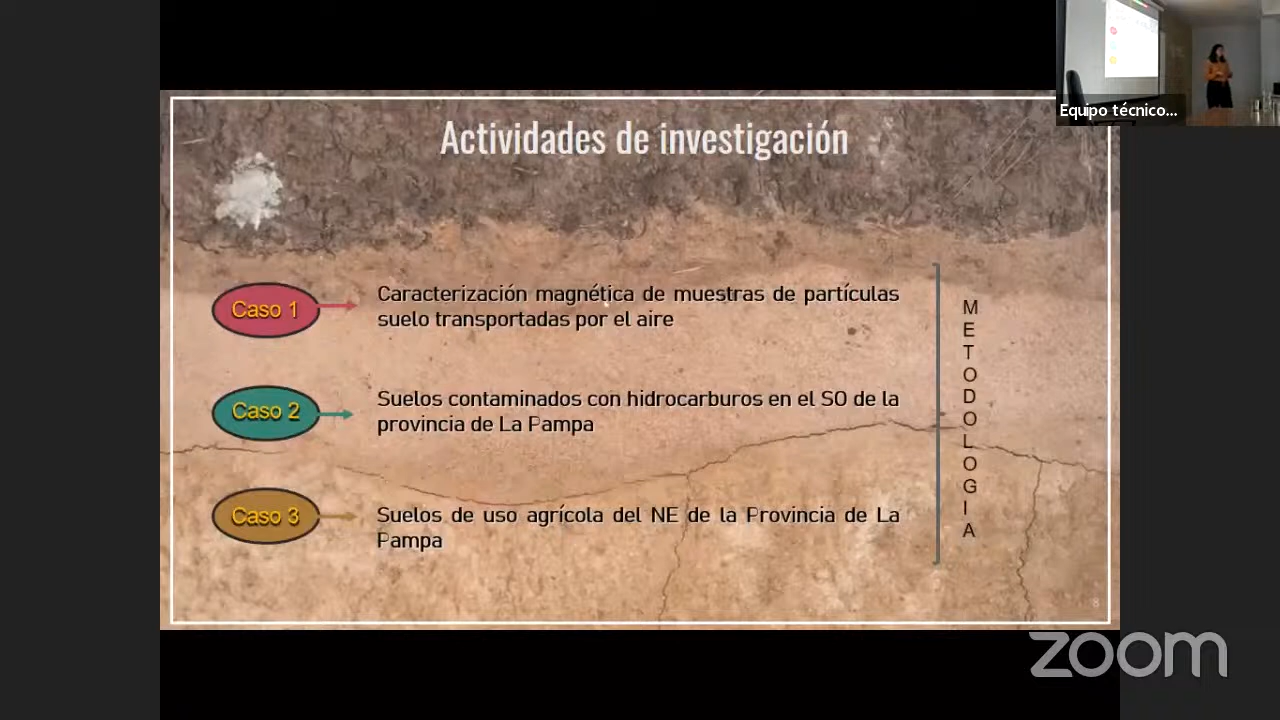 Equipo técnico...
Actividades de investigación
Caso 1
Caracterización magnética de muestras de partículas
suelo transportadas por el aire
Caso 2
Suelos contaminados con hidrocarburos en el SO de la
provincia de La Pampa
Caso 3
Suelos de uso agrícola del NE de la Provincia de La
Pampa
METODOLOGIA
8
zoom